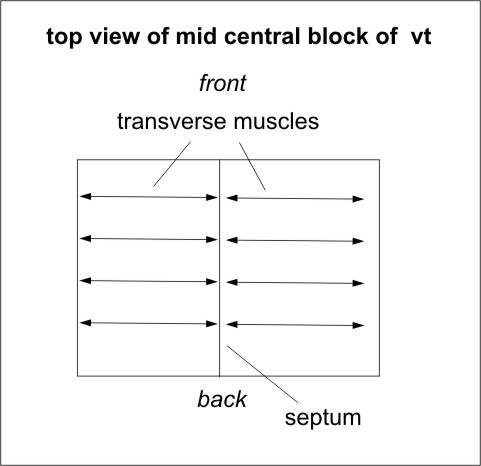 top view of mid central block of  vt
front
transverse muscles
back
septum